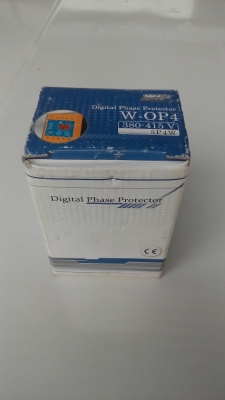 Digital Phase Protector
W-OP4
380-415 V
3P4W
Digital Phase Protector
CE